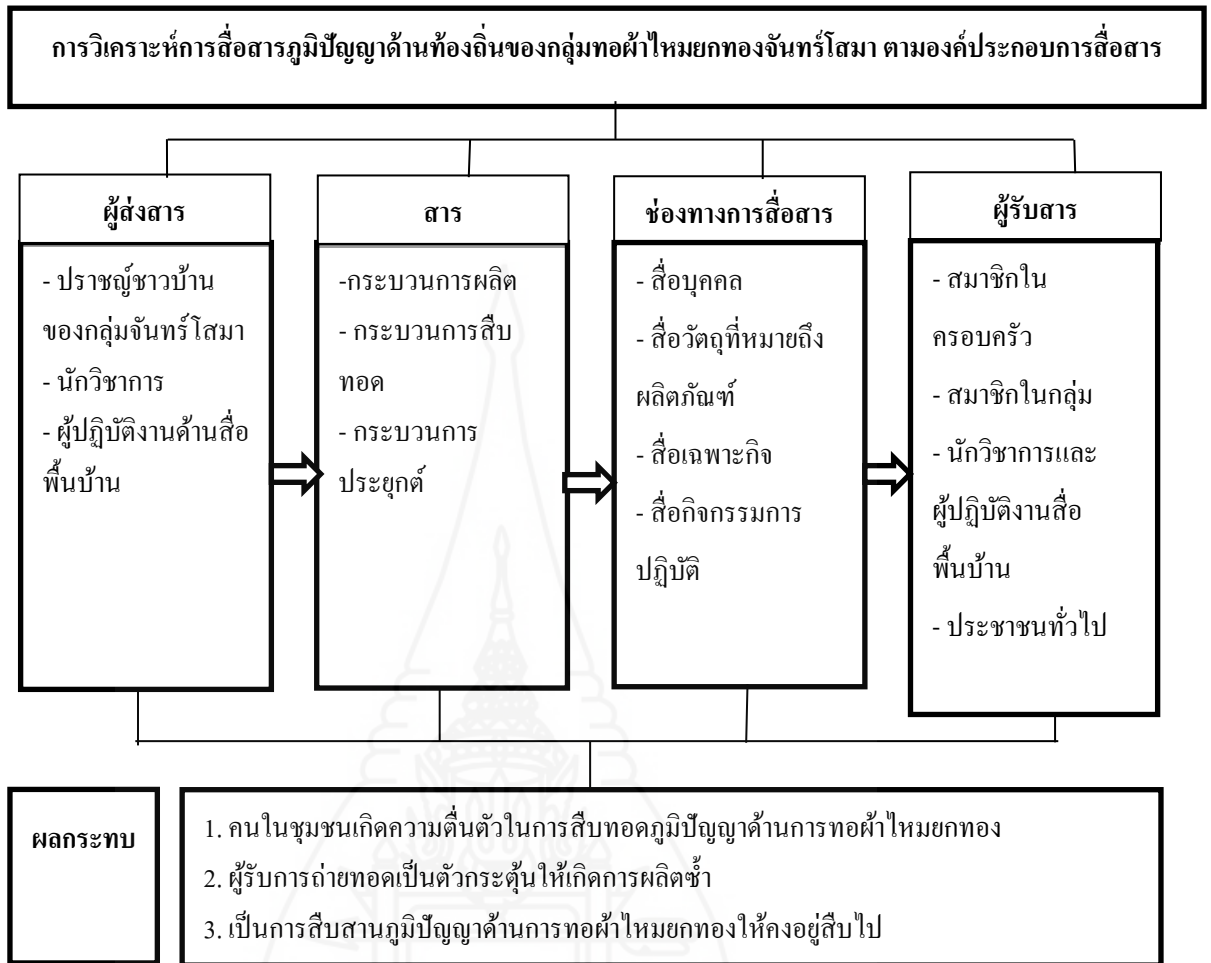 การวิเคราะห์การสื่อสารภูมิปัญญาด้านท้องถิ่นของกลุ่มทอผ้าไหมยกทองจันทร์โสมา ตามองค์ประกอบการสื่อสาร
ผู้ส่งสาร
- ปราชญ์ชาวบ้าน
ของกลุ่มจันทร์โสมา
- นักวิชาการ
- ผู้ปฏิบัติงานด้านสื่อ
พื้นบ้าน
สาร
-กระบวนการผลิต
- กระบวนการสืบ
ทอด
- กระบวนการ
ประยุกต์
ช่องทางการสื่อสาร
- สื่อบุคคล
- สื่อวัตถุที่หมายถึง
ผลิตภัณฑ์
- สื่อเฉพาะกิจ
- สื่อกิจกรรมการ
ปฏิบัติ
ผู้รับสาร
- สมาชิกใน
ครอบครัว
- สมาชิกในกลุ่ม
- นักวิชาการและ
ผู้ปฏิบัติงานสื่อ
พื้นบ้าน
- ประชาชนทั่วไป
ผลกระทบ
1. คนในชุมชนเกิดความตื่นตัวในการสืบทอดภูมิปัญญาด้านการทอผ้าไหมยกทอง
2. ผู้รับการถ่ายทอดเป็นตัวกระตุ้นให้เกิดการผลิตซ้ำ
3. เป็นการสืบสานภูมิปัญญาด้านการทอผ้าไหมยกทองให้คงอยู่สืบไป